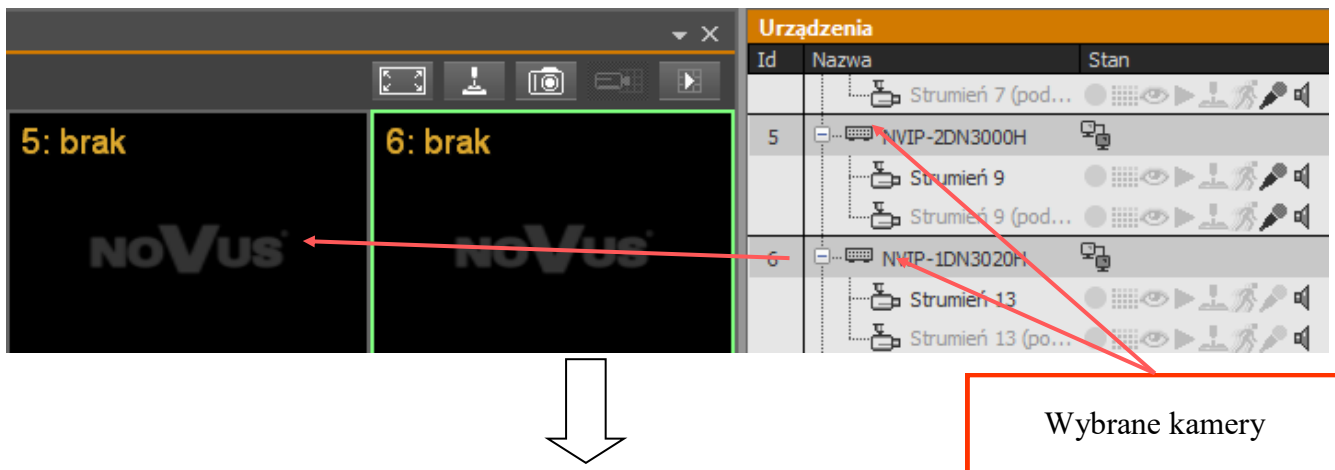 Urządzenia
Id Nazwa Stan
Strumień 7 (pod...
5: brak
6: brak
5 NVIP-2DN3000H
Strumień 9
Strumień 9 (pod...
NOVUS
NOVUS
6 NVIP-1DN3020H
Strumień 13
Strumień 13 (po...
Wybrane kamery